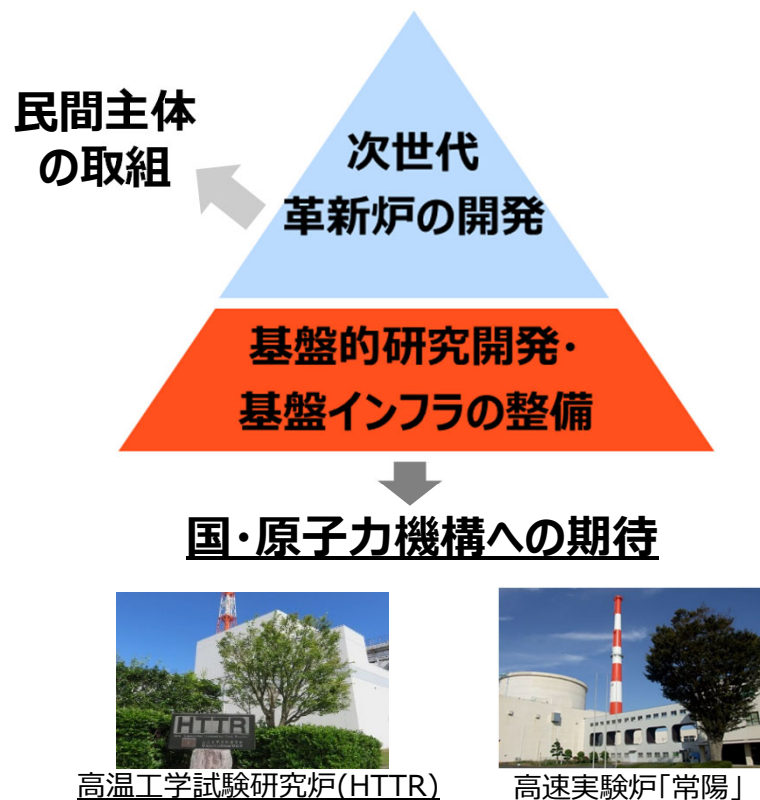 民間主体
の取組
次世代
革新炉の開発
基盤的研究開発・
基盤インフラの整備
国・原子力機構への期待
HTTR
高温工学試験研究炉(HTTR)
高速実験炉「常陽」